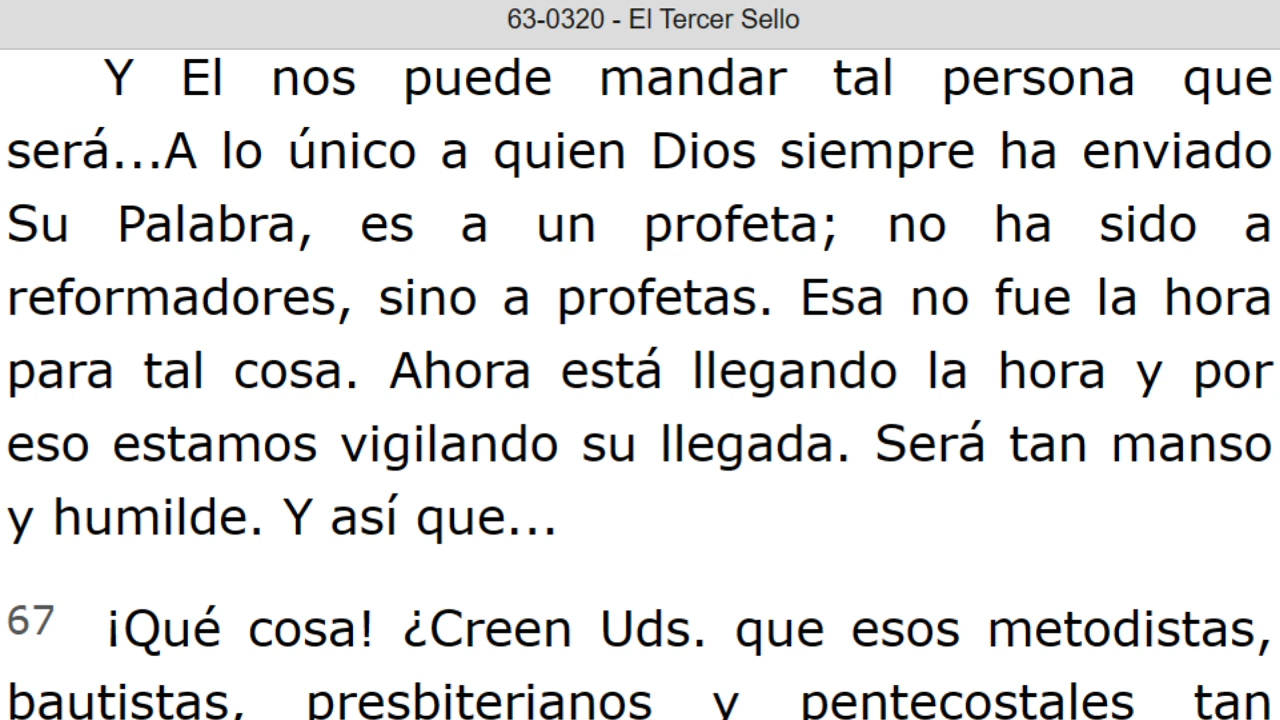 63-0320 - El Tercer Sello
Y El nos puede mandar tal persona que
será...A lo único a quien Dios siempre ha enviado
Su Palabra, es a un profeta; no ha sido a
reformadores, sino a profetas. Esa no fue la hora
para tal cosa. Ahora está llegando la hora y por
eso estamos vigilando su llegada. Será tan manso
y humilde. Y así que...
67 ¡Qué cosa! ¿Creen Uds. que esos metodistas,
bautistas, presbiterianos y pentecostales tan